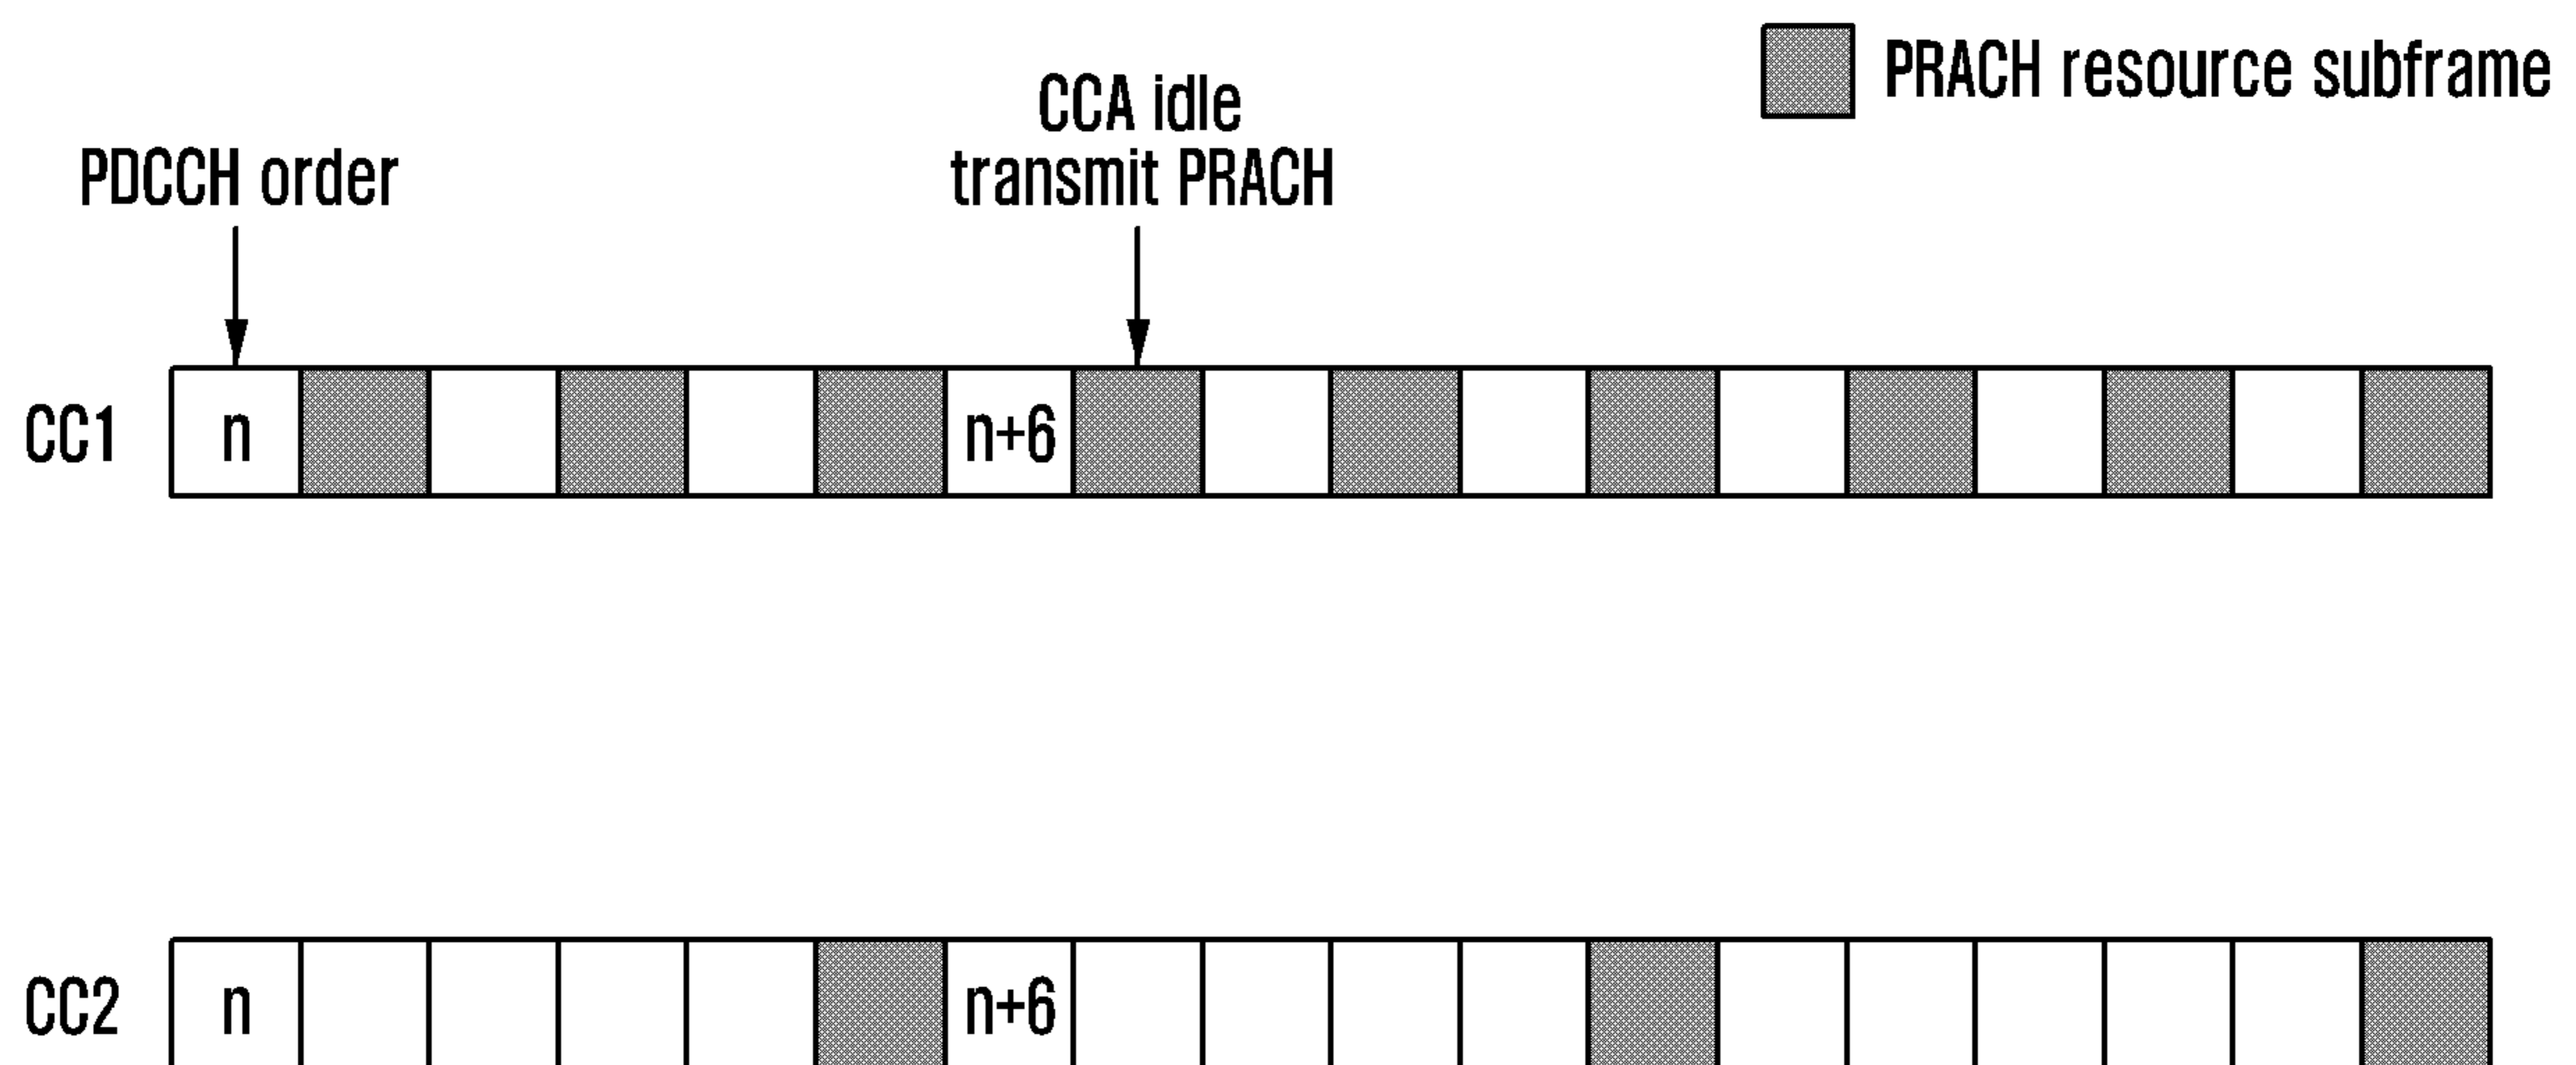 PRACH resource subframe
CCA idle
transmit PRACH
PDCCH order
CC1 n n+6
CC2 n n+6